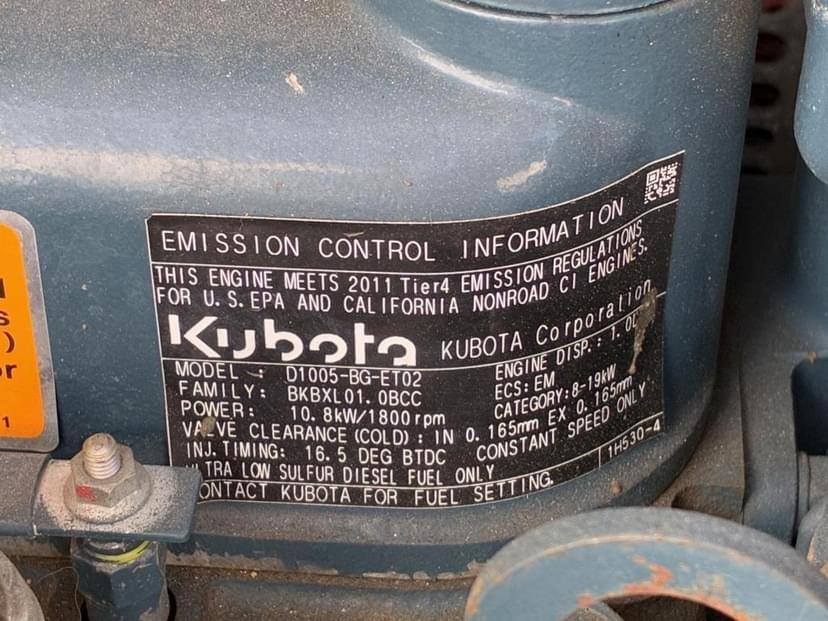 EMISSION CONTROL INFORMATION
THIS ENGINE MEETS 2011 Tier4 EMISSION REGULATIONS
FOR U.S. EPA AND CALIFORNIA NONROAD CI ENGINES.
Kubota KUBOTA Corporation
MODEL : D1005-BG-ET02 ENGINE DISP.: 1.0L
FAMILY: BKBXL01.0BCC ECS: EM
POWER: 10.8kW/1800rpm CATEGORY: 8-19kW
VALVE CLEARANCE (COLD) : IN 0.165mm EX 0.165mm
INJ. TIMING: 16.5 DEG BTDC CONSTANT SPEED ONLY
ULTRA LOW SULFUR DIESEL FUEL ONLY
CONTACT KUBOTA FOR FUEL SETTING. 1H530-4